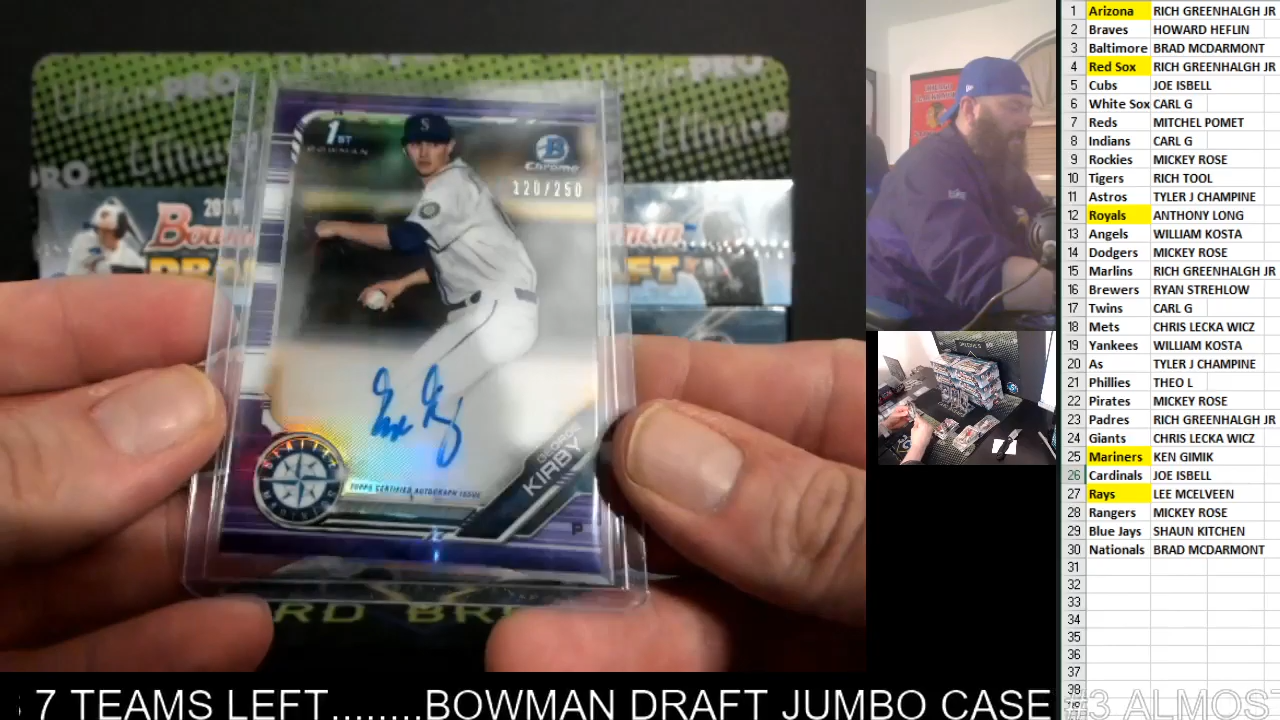 1ST
BOWMAN
B
Chrome
120/250
S
PRO
PRO.
Bowm
GEORGE
KIRBY
TOPPS CERTIFIED AUTOGRAPH ISSUE
P
1 Arizona RICH GREENHALGH JR
2 Braves HOWARD HEFLIN
3 Baltimore BRAD MCDARMONT
4 Red Sox RICH GREENHALGH JR
5 Cubs JOE ISBELL
6 White Sox CARL G
7 Reds MITCHEL POMET
8 Indians CARL G
9 Rockies MICKEY ROSE
10 Tigers RICH TOOL
11 Astros TYLER J CHAMPINE
12 Royals ANTHONY LONG
13 Angels WILLIAM KOSTA
14 Dodgers MICKEY ROSE
15 Marlins RICH GREENHALGH JR
16 Brewers RYAN STREHLOW
17 Twins CARL G
18 Mets CHRIS LECKA WICZ
19 Yankees WILLIAM KOSTA
20 As TYLER J CHAMPINE
21 Phillies THEO L
22 Pirates MICKEY ROSE
23 Padres RICH GREENHALGH JR
24 Giants CHRIS LECKA WICZ
25 Mariners KEN GIMIK
26 Cardinals JOE ISBELL
27 Rays LEE MCELVEEN
28 Rangers MICKEY ROSE
29 Blue Jays SHAUN KITCHEN
30 Nationals BRAD MCDARMONT
31
32
33
34
35
36
37
38
7 TEAMS LEFT........BOWMAN DRAFT JUMBO CASE #3 ALMOS